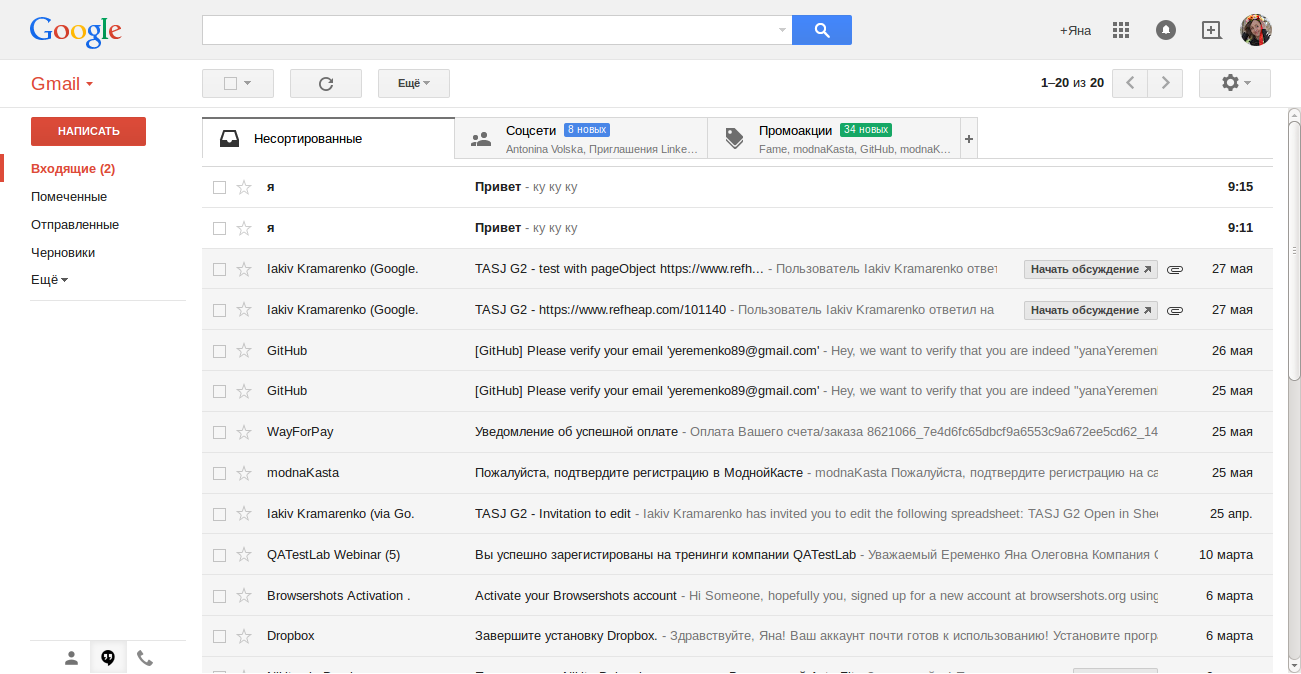 Google
+Яна
Gmail
Ещё
1–20 из 20
НАПИСАТЬ
Входящие (2)
Помеченные
Отправленные
Черновики
Ещё
Несортированные
Соцсети 8 новых
Antonina Volska, Приглашения Linke…
Промоакции 34 новых
Fame, modnaKasta, GitHub, modnaK…
+
я Привет - ку ку ку 9:15
я Привет - ку ку ку 9:11
Iakiv Kramarenko (Google. TASJ G2 - test with pageObject https://www.refh… - Пользователь Iakiv Kramarenko ответ Начать обсуждение 27 мая
Iakiv Kramarenko (Google. TASJ G2 - https://www.refheap.com/101140 - Пользователь Iakiv Kramarenko ответил на Начать обсуждение 27 мая
GitHub [GitHub] Please verify your email 'yeremenko89@gmail.com' - Hey, we want to verify that you are indeed "yanaYeremen 26 мая
GitHub [GitHub] Please verify your email 'yeremenko89@gmail.com' - Hey, we want to verify that you are indeed "yanaYeremen 25 мая
WayForPay Уведомление об успешной оплате - Оплата Вашего счета/заказа 8621066_7e4d6fc65dbcf9a6553c9a672ee5cd62_14 25 мая
modnaKasta Пожалуйста, подтвердите регистрацию в МоднойКасте - modnaKasta Пожалуйста, подтвердите регистрацию на са 25 мая
Iakiv Kramarenko (via Go. TASJ G2 - Invitation to edit - Iakiv Kramarenko has invited you to edit the following spreadsheet: TASJ G2 Open in Shee 25 апр.
QATestLab Webinar (5) Вы успешно зарегистированы на тренинги компании QATestLab - Уважаемый Еременко Яна Олеговна Компания 10 марта
Browsershots Activation . Activate your Browsershots account - Hi Someone, hopefully you, signed up for a new account at browsershots.org using 6 марта
Dropbox Завершите установку Dropbox. - Здравствуйте, Яна! Ваш аккаунт почти готов к использованию! Установите прогр 6 марта